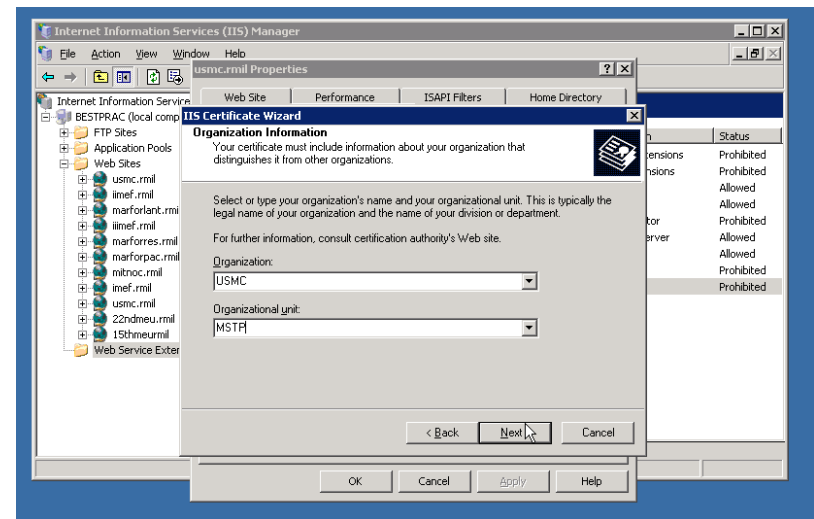 Internet Information Services (IIS) Manager
File Action View Window Help
usmc.rmil Properties
Web Site Performance ISAPI Filters Home Directory
Internet Information Service
BESTPRAC (local comp
FTP Sites
Application Pools
Web Sites
usmc.rmil
iimef.rmil
marforlant.rmi
iiimef.rmil
marforres.rmil
marforpac.rmil
mitnoc.rmil
imef.rmil
usmc.rmil
22ndmeu.rmil
15thmeurmil
Web Service Exter
IIS Certificate Wizard
Organization Information
Your certificate must include information about your organization that
distinguishes it from other organizations.
Select or type your organization's name and your organizational unit. This is typically the
legal name of your organization and the name of your division or department.
For further information, consult certification authority's Web site.
Organization:
USMC
Organizational unit:
MSTP
< Back Next Cancel
OK Cancel Apply Help
Status
tensions Prohibited
nsions Prohibited
Allowed
Allowed
tor Prohibited
erver Allowed
Allowed
Prohibited
Prohibited